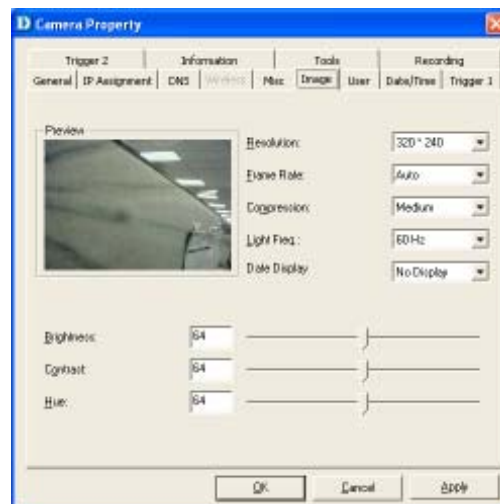 D Camera Property
Trigger 2 Information Tools Recording
General IP Assignment DNS Wireless Misc Image User Date/Time Trigger 1
Preview
Resolution: 320 * 240
Frame Rate: Auto
Compression: Medium
Light Freq.: 60 Hz
Date Display No Display
Brightness: 64
Contrast 64
Hue: 64
OK Cancel Apply